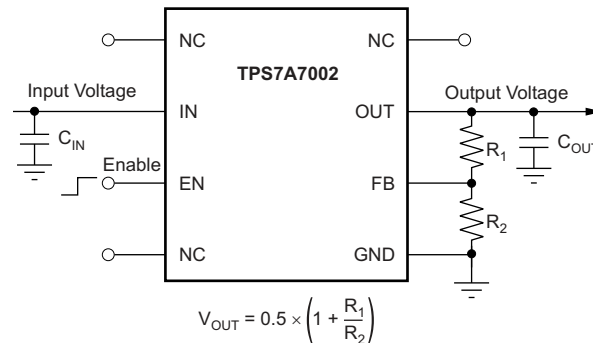 NC
NC
TPS7A7002
Input Voltage
Output Voltage
IN
OUT
C_IN
R_1
C_OUT
Enable
EN
FB
R_2
NC
GND
V_OUT = 0.5 × (1 + R_1/R_2)